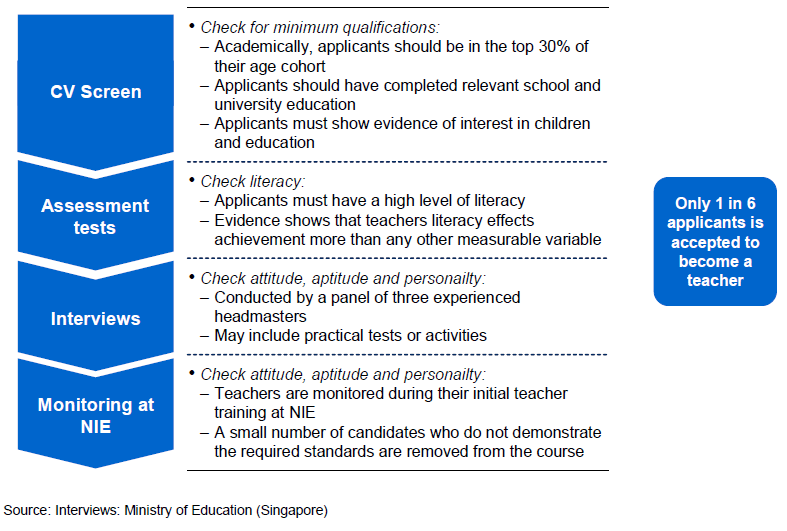 CV Screen
• Check for minimum qualifications:
– Academically, applicants should be in the top 30% of
their age cohort
– Applicants should have completed relevant school and
university education
– Applicants must show evidence of interest in children
and education
Assessment
tests
• Check literacy:
– Applicants must have a high level of literacy
– Evidence shows that teachers literacy effects
achievement more than any other measurable variable
Interviews
• Check attitude, aptitude and personailty:
– Conducted by a panel of three experienced
headmasters
– May include practical tests or activities
Monitoring at
NIE
• Check attitude, aptitude and personailty:
– Teachers are monitored during their initial teacher
training at NIE
– A small number of candidates who do not demonstrate
the required standards are removed from the course
Only 1 in 6
applicants is
accepted to
become a
teacher
Source: Interviews: Ministry of Education (Singapore)